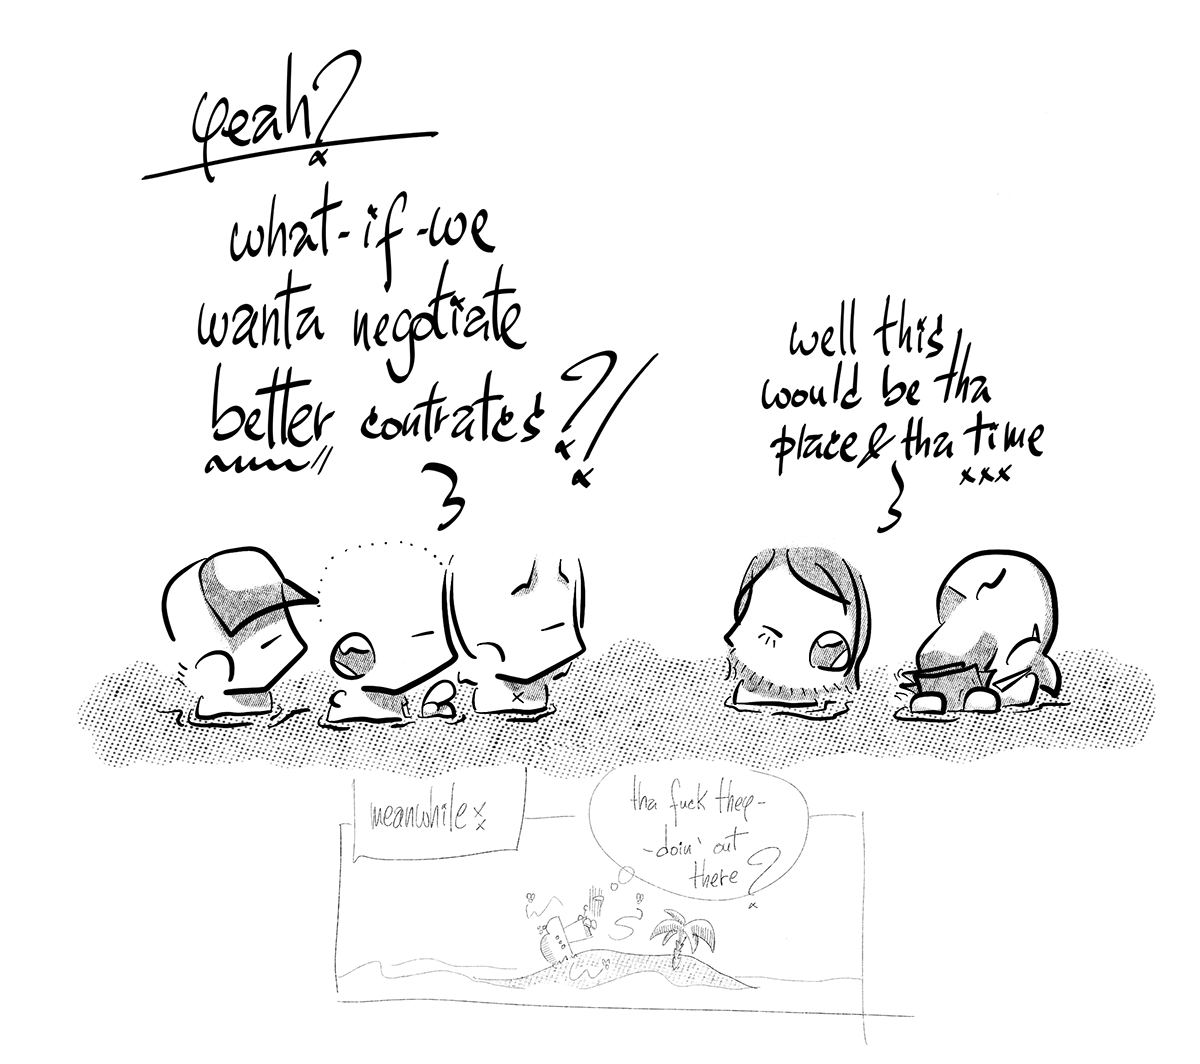 yeah?
what-if-we
wanta negotiate
better contrates?!
well this
would be tha
place & tha time
xxx
meanwhile
tha fuck they-
-doin' out
there?